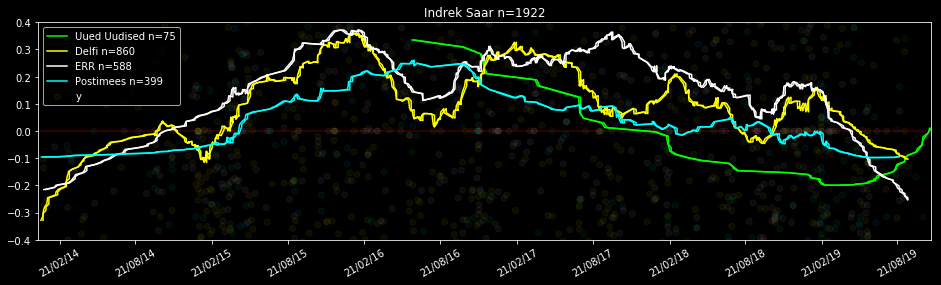 Indrek Saar n=1922
Uued Uudised n=75
Delfi n=860
ERR n=588
Postimees n=399
y
0.4
0.3
0.2
0.1
0.0
−0.1
−0.2
−0.3
−0.4
21/02/14 21/08/14 21/02/15 21/08/15 21/02/16 21/08/16 21/02/17 21/08/17 21/02/18 21/08/18 21/02/19 21/08/19